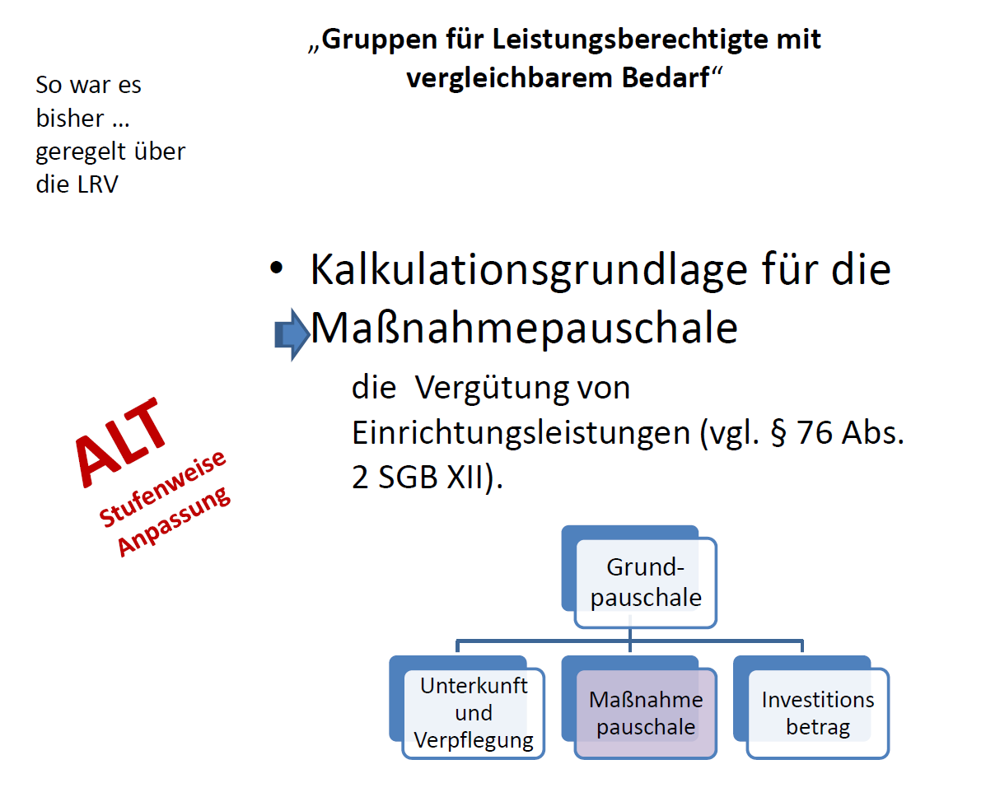 „Gruppen für Leistungsberechtigte mit
vergleichbarem Bedarf“
So war es
bisher ...
geregelt über
die LRV
• Kalkulationsgrundlage für die
Maßnahmepauschale
die Vergütung von
Einrichtungsleistungen (vgl. § 76 Abs.
2 SGB XII).
ALT
Stufenweise
Anpassung
Grund-
pauschale
Unterkunft
und
Verpflegung
Maßnahme
pauschale
Investitions
betrag